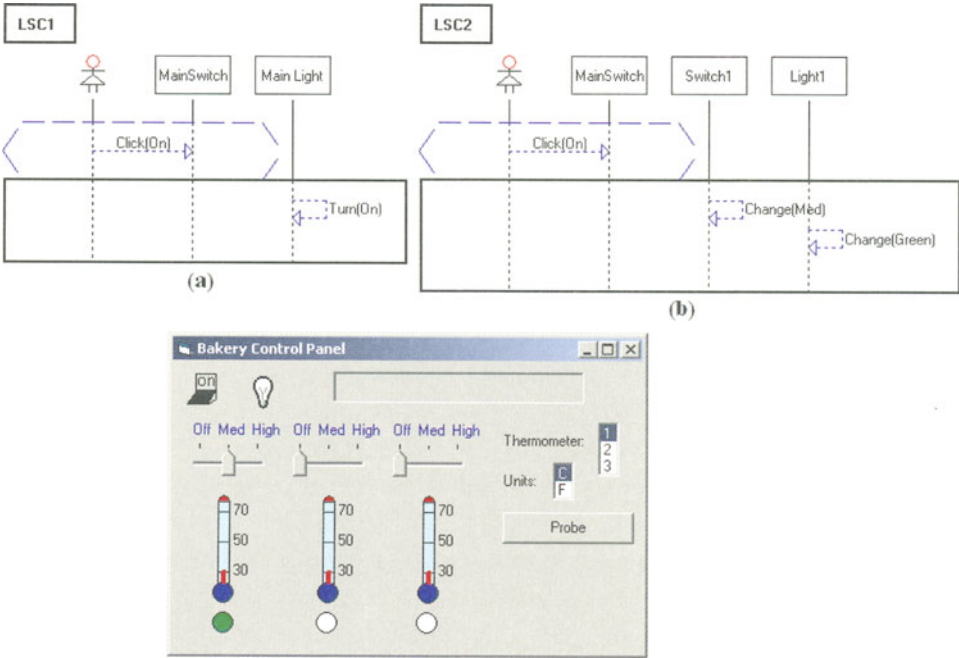 LSC1
MainSwitch
Main Light
Click(On)
Turn(On)
(a)
LSC2
MainSwitch
Switch1
Light1
Click(On)
Change(Med)
Change(Green)
(b)
Bakery Control Panel
on
Off Med High
Off Med High
Off Med High
Thermometer:
1
2
3
Units:
C
F
Probe
70
50
30
70
50
30
70
50
30